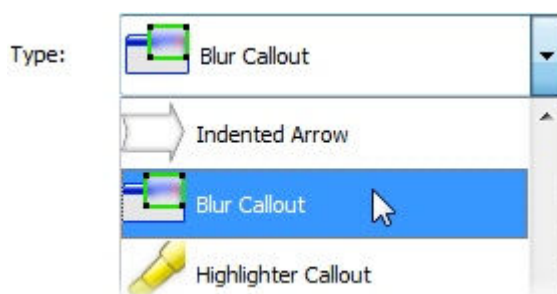 Type: Blur Callout
Indented Arrow
Blur Callout
Highlighter Callout